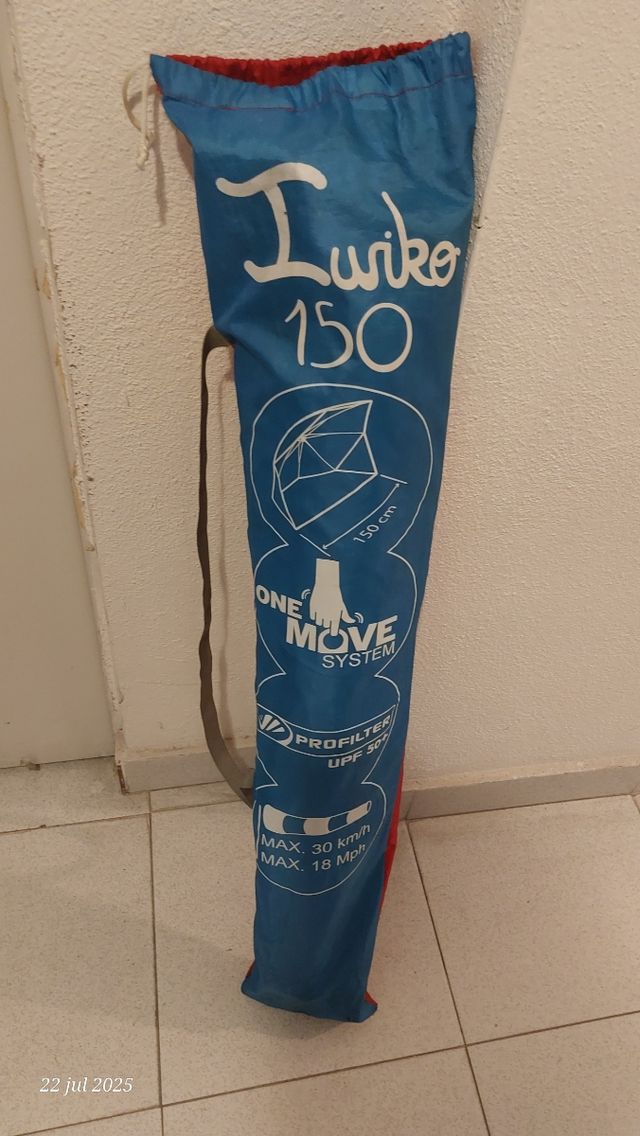 Iwiko
150
150 cm
ONE
MOVE
SYSTEM
PROFILTER
UPF 50+
MAX. 30 km/h
MAX. 18 Mph
22 jul 2025